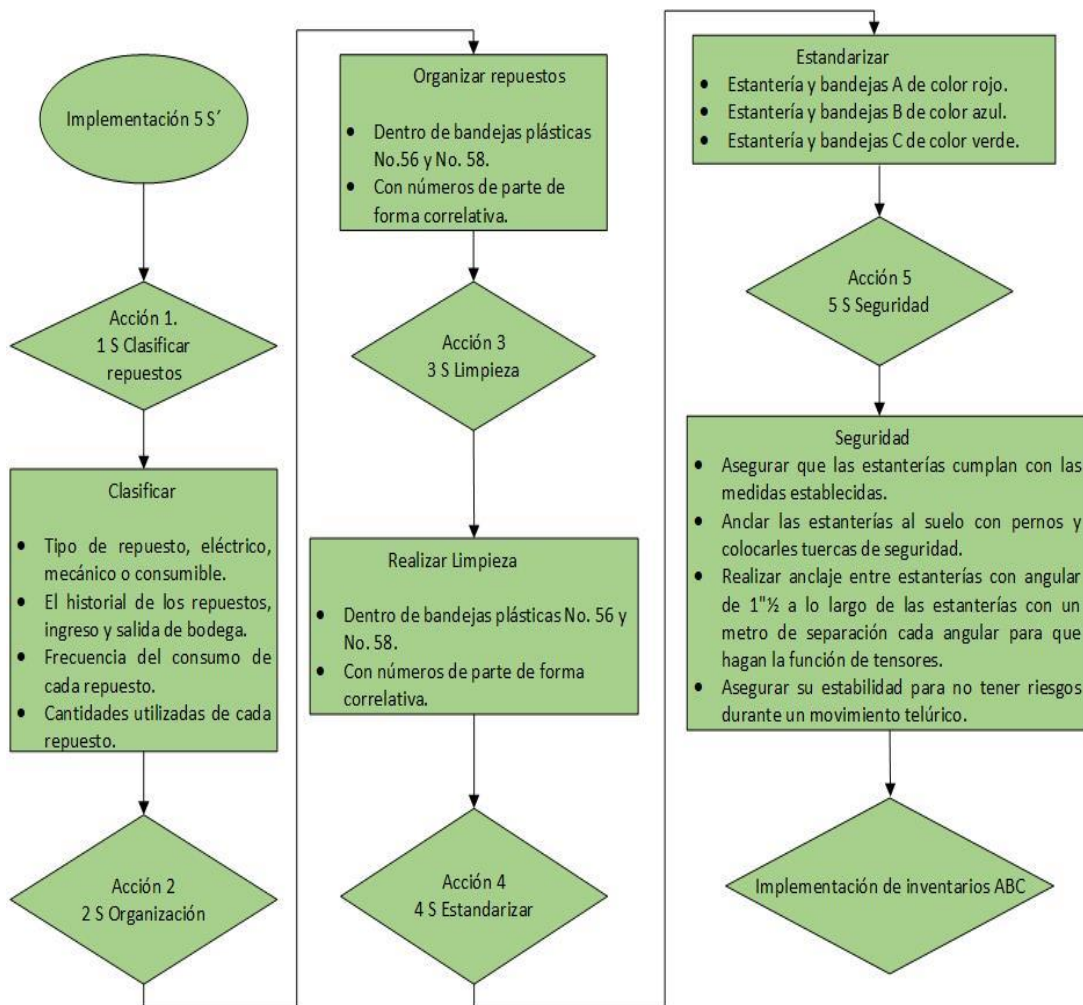 Implementación 5 S´
Acción 1.
1 S Clasificar
repuestos
Clasificar
• Tipo de repuesto, eléctrico,
mecánico o consumible.
• El historial de los repuestos,
ingreso y salida de bodega.
• Frecuencia del consumo de
cada repuesto.
• Cantidades utilizadas de cada
repuesto.
Acción 2
2 S Organización
Organizar repuestos
• Dentro de bandejas plásticas
No.56 y No. 58.
• Con números de parte de
forma correlativa.
Acción 3
3 S Limpieza
Realizar Limpieza
• Dentro de bandejas plásticas No. 56 y
No. 58.
• Con números de parte de forma
correlativa.
Acción 4
4 S Estandarizar
Estandarizar
• Estantería y bandejas A de color rojo.
• Estantería y bandejas B de color azul.
• Estantería y bandejas C de color verde.
Acción 5
5 S Seguridad
Seguridad
• Asegurar que las estanterías cumplan con las
medidas establecidas.
• Anclar las estanterías al suelo con pernos y
colocarles tuercas de seguridad.
• Realizar anclaje entre estanterías con angular
de 1"½ a lo largo de las estanterías con un
metro de separación cada angular para que
hagan la función de tensores.
• Asegurar su estabilidad para no tener riesgos
durante un movimiento telúrico.
Implementación de inventarios ABC